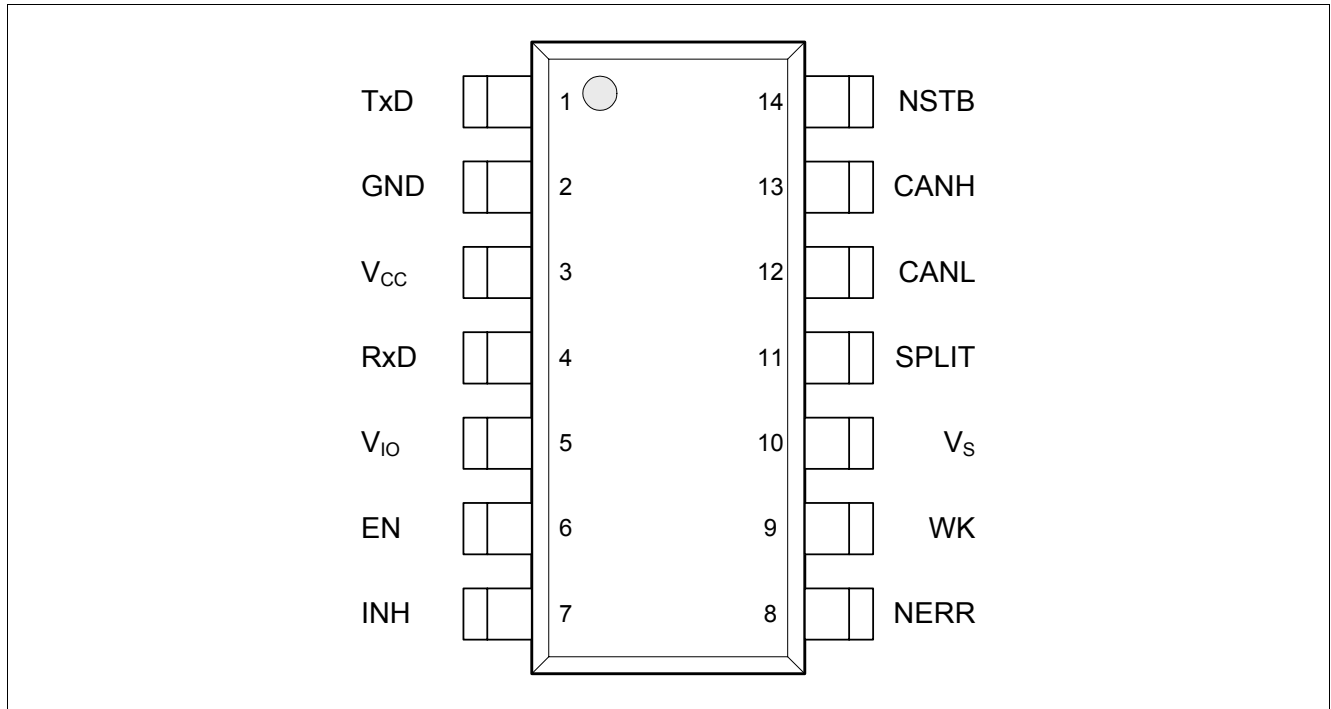 TxD 1 14 NSTB
GND 2 13 CANH
VCC 3 12 CANL
RxD 4 11 SPLIT
VIO 5 10 VS
EN 6 9 WK
INH 7 8 NERR